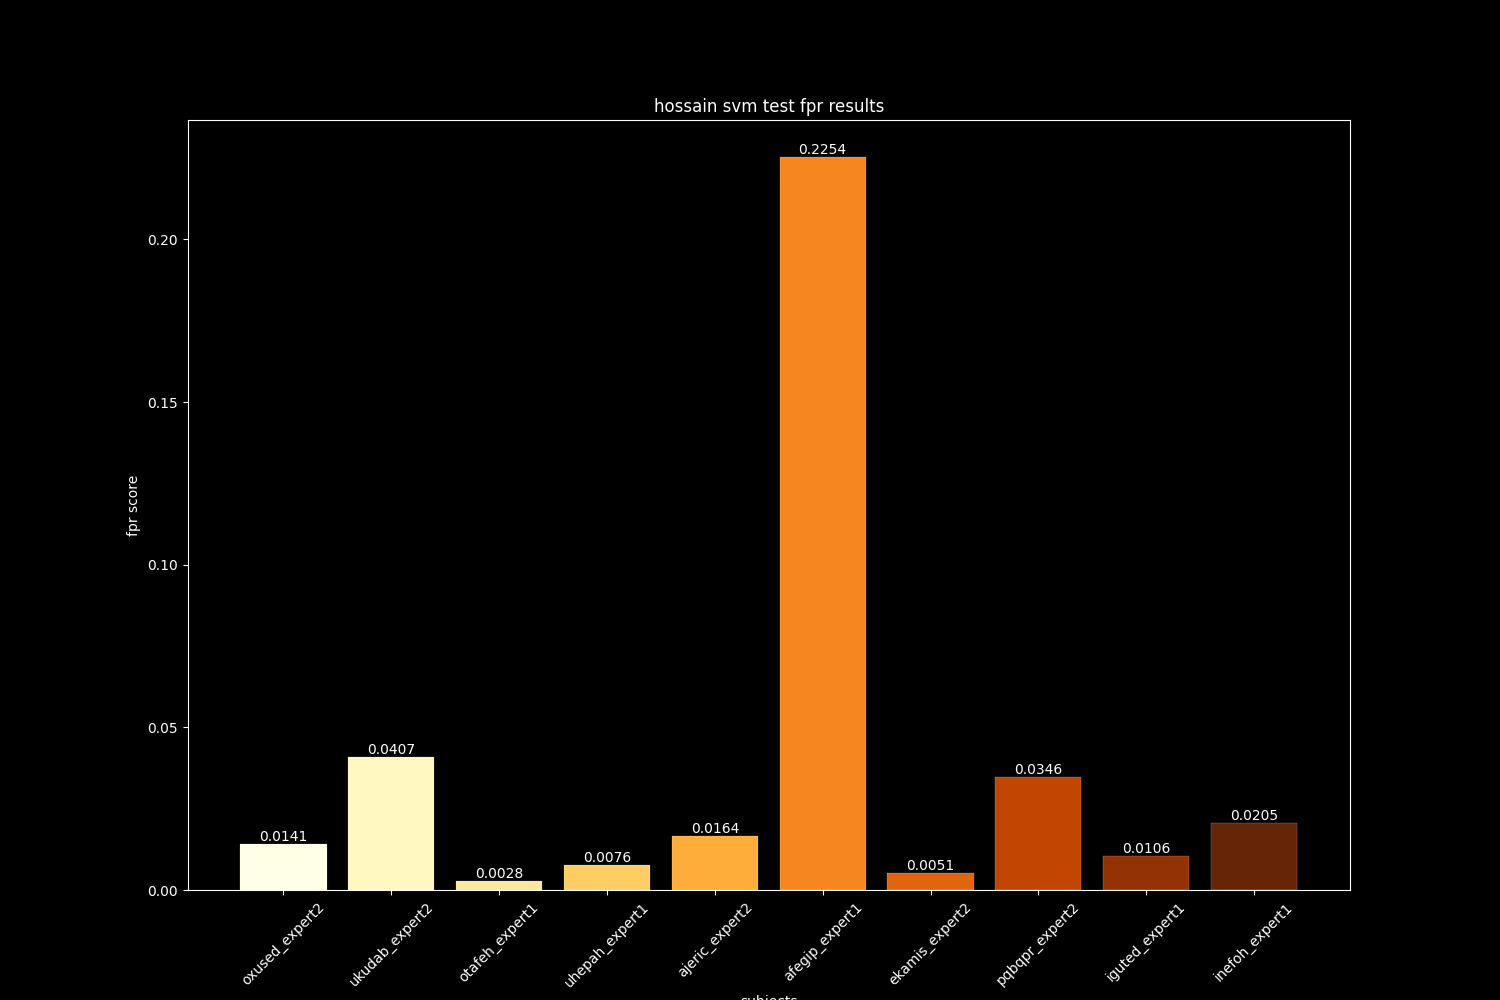 hossain svm test fpr results
0.2254
0.20
0.15
fpr score
0.10
0.05
0.0407
0.0346
0.0205
0.0164
0.0141
0.0106
0.0076
0.0051
0.0028
0.00
oxused_expert2
ukudab_expert2
otafeh_expert1
uhepah_expert1
ajeric_expert2
afegip_expert1
ekamis_expert2
pqbqpr_expert2
iguted_expert1
inefoh_expert1
subjects